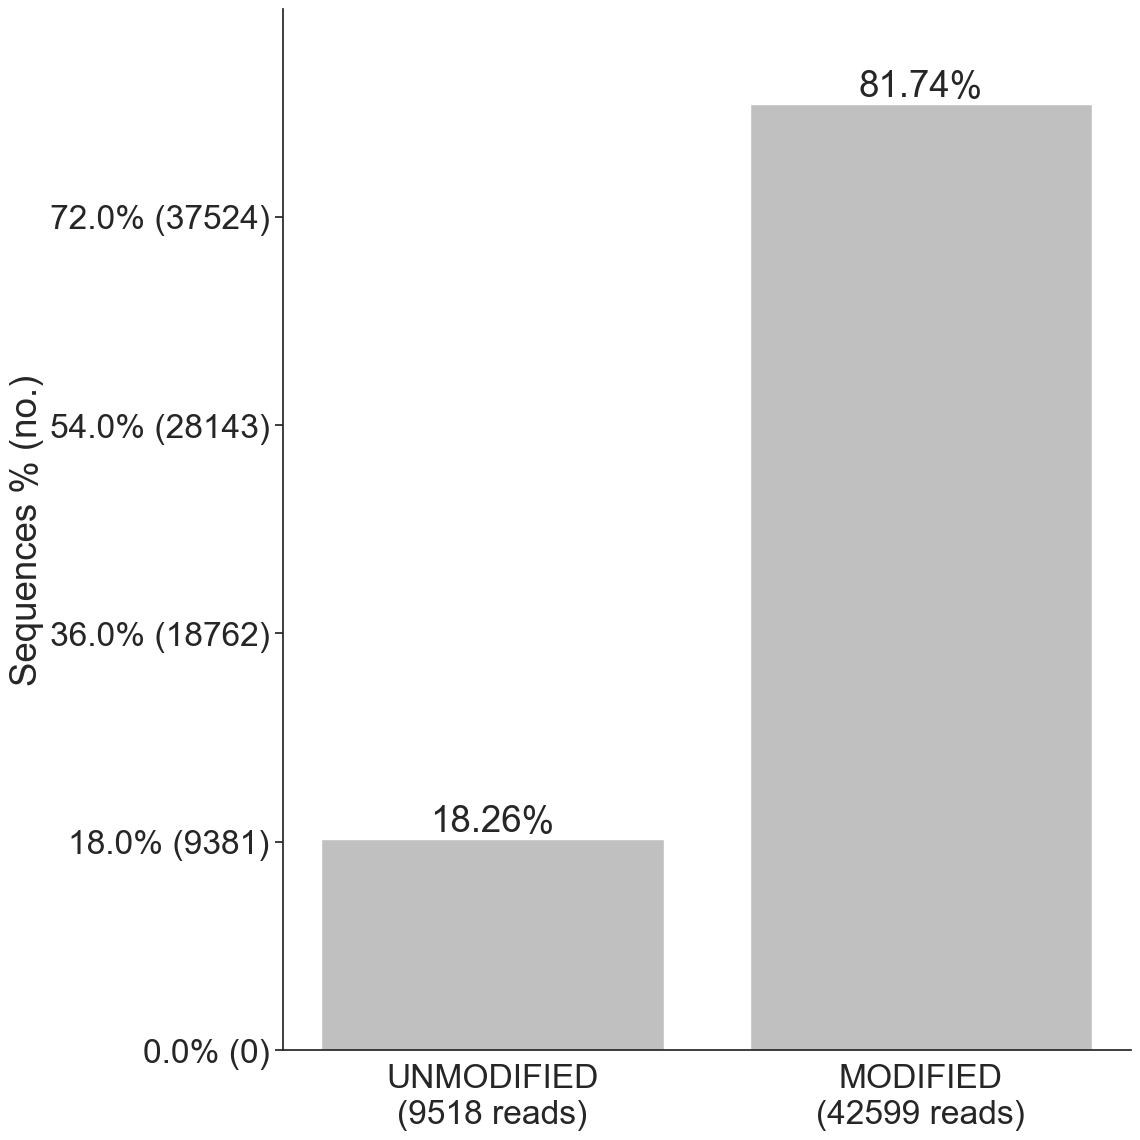 81.74%
72.0% (37524)
54.0% (28143)
Sequences % (no.)
36.0% (18762)
18.26%
18.0% (9381)
0.0% (0)
UNMODIFIED
(9518 reads)
MODIFIED
(42599 reads)